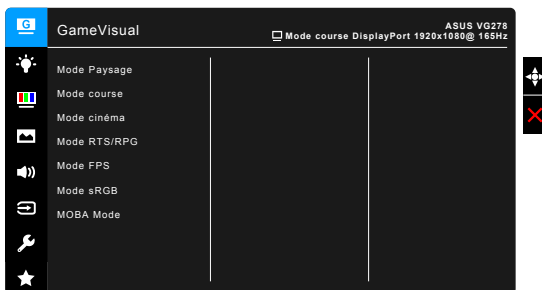 G
GameVisual
ASUS VG278
Mode course DisplayPort 1920x1080@ 165Hz
Mode Paysage
Mode course
Mode cinéma
Mode RTS/RPG
Mode FPS
Mode sRGB
MOBA Mode